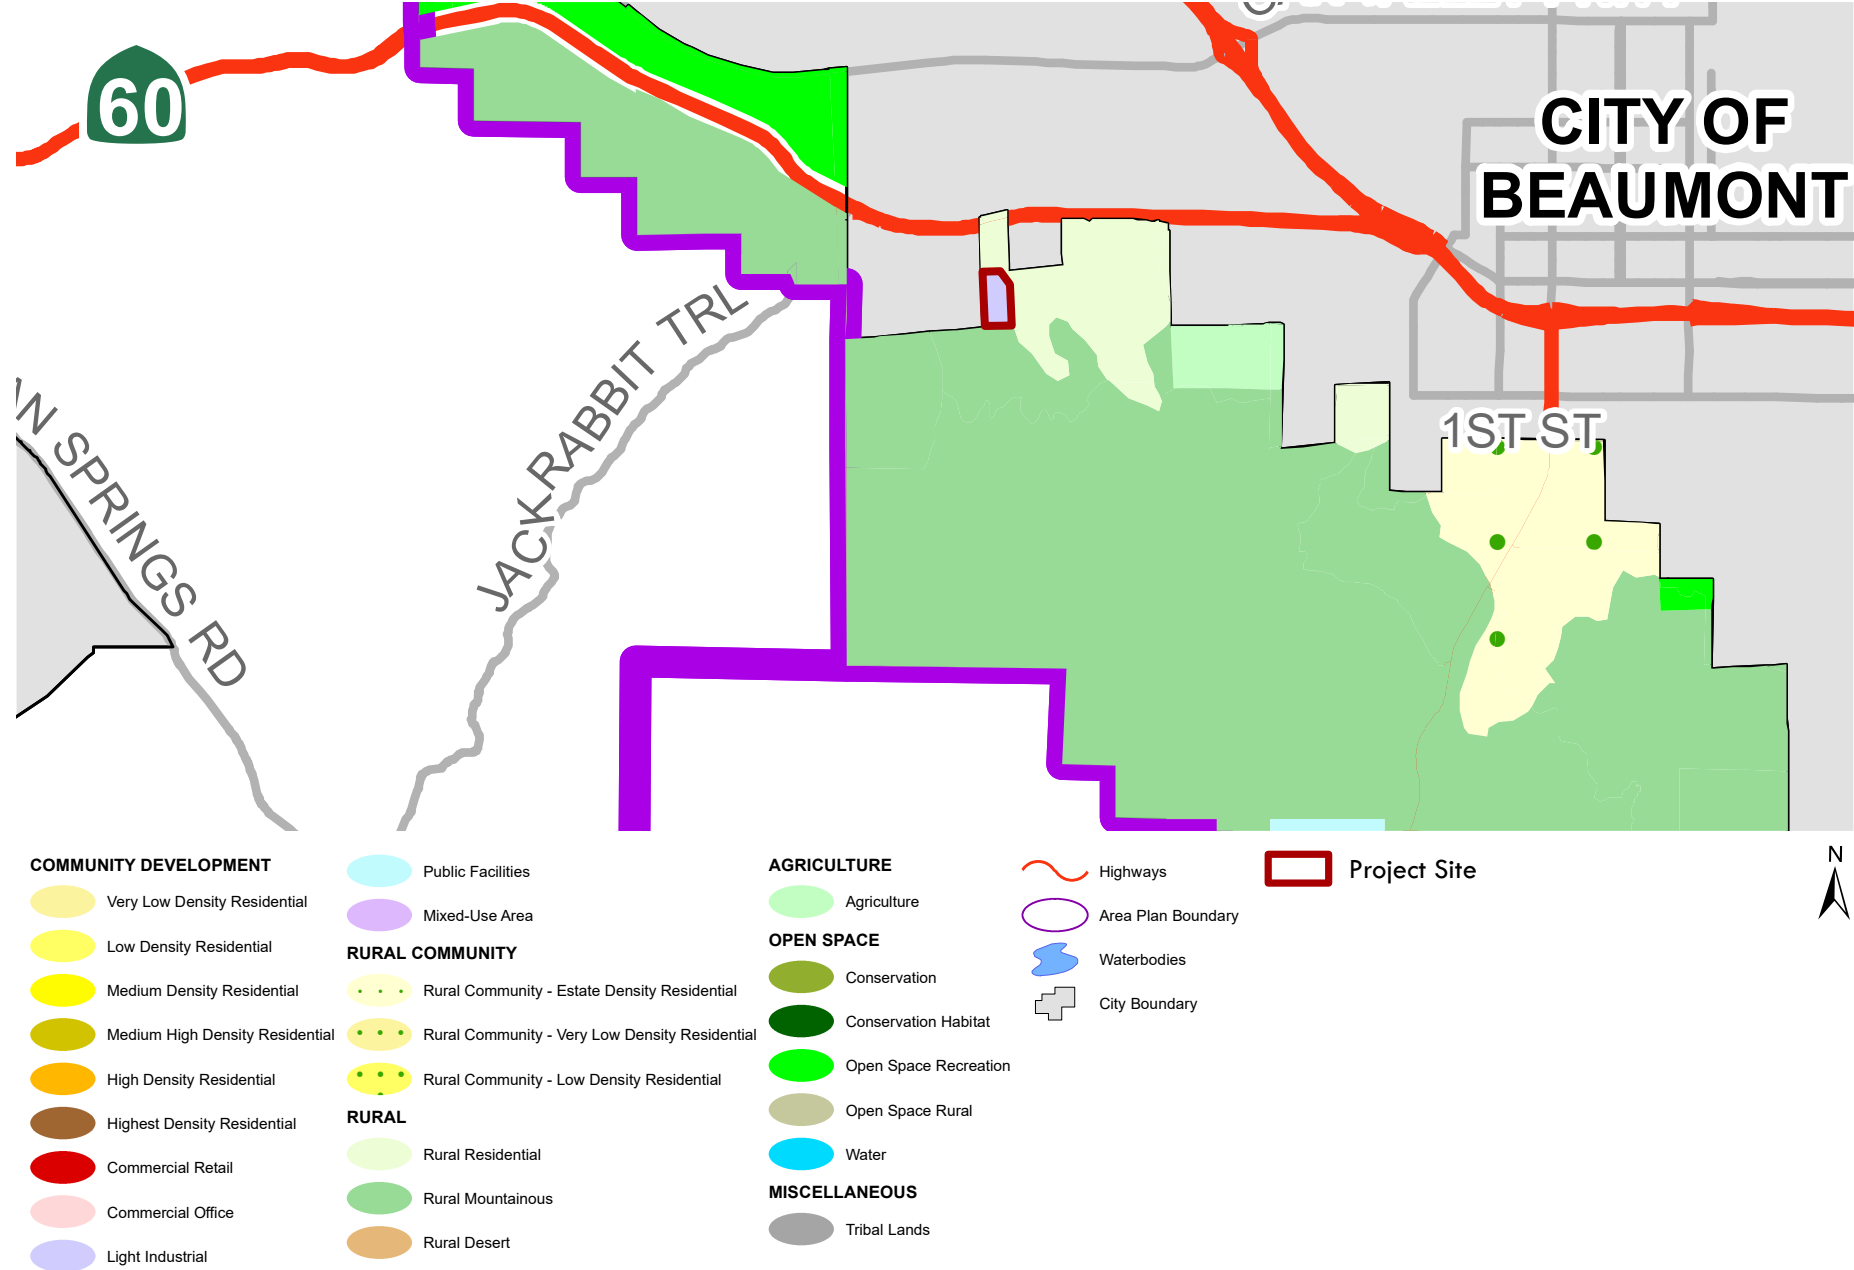 60
CITY OF
BEAUMONT
JACK RABBIT TRL
SPRINGS RD
1ST ST
COMMUNITY DEVELOPMENT
Very Low Density Residential
Low Density Residential
Medium Density Residential
Medium High Density Residential
High Density Residential
Highest Density Residential
Commercial Retail
Commercial Office
Light Industrial
Public Facilities
Mixed-Use Area
RURAL COMMUNITY
Rural Community - Estate Density Residential
Rural Community - Very Low Density Residential
Rural Community - Low Density Residential
RURAL
Rural Residential
Rural Mountainous
Rural Desert
AGRICULTURE
Agriculture
OPEN SPACE
Conservation
Conservation Habitat
Open Space Recreation
Open Space Rural
Water
MISCELLANEOUS
Tribal Lands
Highways
Area Plan Boundary
Waterbodies
City Boundary
Project Site
N